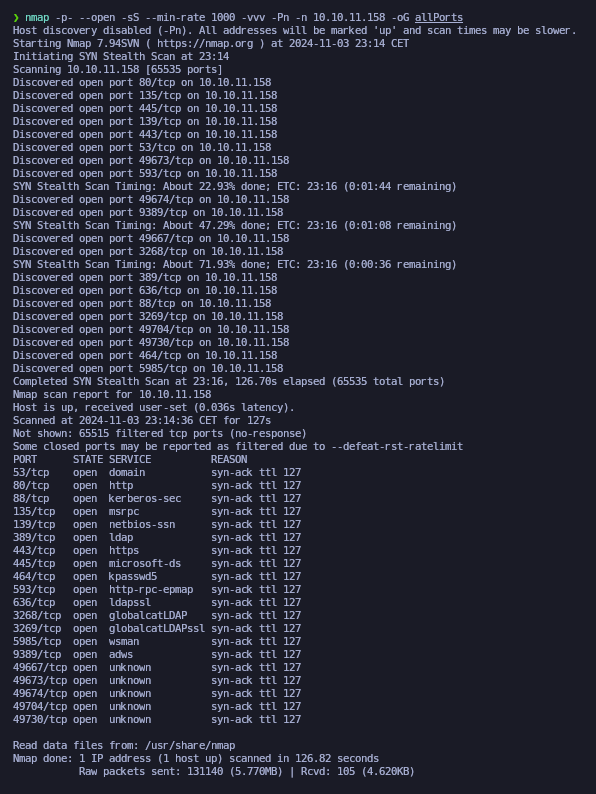 ❯ nmap -p- --open -sS --min-rate 1000 -vvv -Pn -n 10.10.11.158 -oG allPorts
Host discovery disabled (-Pn). All addresses will be marked 'up' and scan times may be slower.
Starting Nmap 7.94SVN ( https://nmap.org ) at 2024-11-03 23:14 CET
Initiating SYN Stealth Scan at 23:14
Scanning 10.10.11.158 [65535 ports]
Discovered open port 80/tcp on 10.10.11.158
Discovered open port 135/tcp on 10.10.11.158
Discovered open port 445/tcp on 10.10.11.158
Discovered open port 139/tcp on 10.10.11.158
Discovered open port 443/tcp on 10.10.11.158
Discovered open port 53/tcp on 10.10.11.158
Discovered open port 49673/tcp on 10.10.11.158
Discovered open port 593/tcp on 10.10.11.158
SYN Stealth Scan Timing: About 22.93% done; ETC: 23:16 (0:01:44 remaining)
Discovered open port 49674/tcp on 10.10.11.158
Discovered open port 9389/tcp on 10.10.11.158
SYN Stealth Scan Timing: About 47.29% done; ETC: 23:16 (0:01:08 remaining)
Discovered open port 49667/tcp on 10.10.11.158
Discovered open port 3268/tcp on 10.10.11.158
SYN Stealth Scan Timing: About 71.93% done; ETC: 23:16 (0:00:36 remaining)
Discovered open port 389/tcp on 10.10.11.158
Discovered open port 636/tcp on 10.10.11.158
Discovered open port 88/tcp on 10.10.11.158
Discovered open port 3269/tcp on 10.10.11.158
Discovered open port 49704/tcp on 10.10.11.158
Discovered open port 49730/tcp on 10.10.11.158
Discovered open port 464/tcp on 10.10.11.158
Discovered open port 5985/tcp on 10.10.11.158
Completed SYN Stealth Scan at 23:16, 126.70s elapsed (65535 total ports)
Nmap scan report for 10.10.11.158
Host is up, received user-set (0.036s latency).
Scanned at 2024-11-03 23:14:36 CET for 127s
Not shown: 65515 filtered tcp ports (no-response)
Some closed ports may be reported as filtered due to --defeat-rst-ratelimit
PORT      STATE SERVICE          REASON
53/tcp    open  domain           syn-ack ttl 127
80/tcp    open  http             syn-ack ttl 127
88/tcp    open  kerberos-sec     syn-ack ttl 127
135/tcp   open  msrpc            syn-ack ttl 127
139/tcp   open  netbios-ssn      syn-ack ttl 127
389/tcp   open  ldap             syn-ack ttl 127
443/tcp   open  https            syn-ack ttl 127
445/tcp   open  microsoft-ds     syn-ack ttl 127
464/tcp   open  kpasswd5         syn-ack ttl 127
593/tcp   open  http-rpc-epmap   syn-ack ttl 127
636/tcp   open  ldapssl          syn-ack ttl 127
3268/tcp  open  globalcatLDAP    syn-ack ttl 127
3269/tcp  open  globalcatLDAPssl syn-ack ttl 127
5985/tcp  open  wsman            syn-ack ttl 127
9389/tcp  open  adws             syn-ack ttl 127
49667/tcp open  unknown          syn-ack ttl 127
49673/tcp open  unknown          syn-ack ttl 127
49674/tcp open  unknown          syn-ack ttl 127
49704/tcp open  unknown          syn-ack ttl 127
49730/tcp open  unknown          syn-ack ttl 127
Read data files from: /usr/share/nmap
Nmap done: 1 IP address (1 host up) scanned in 126.82 seconds
Raw packets sent: 131140 (5.770MB) | Rcvd: 105 (4.620KB)